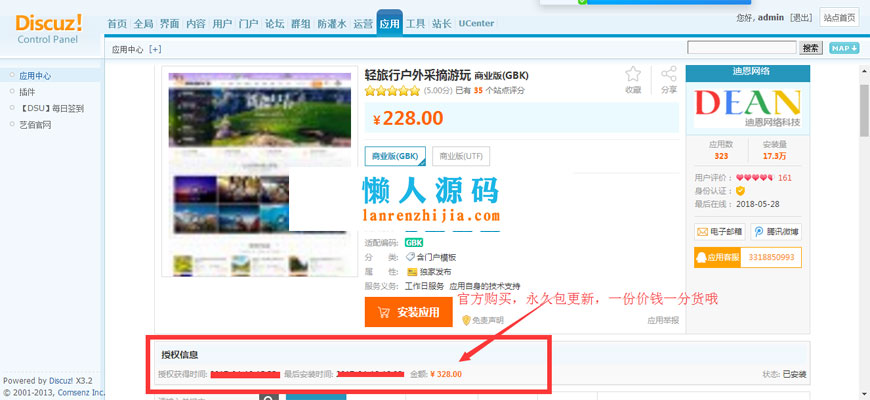 Discuz!
Control Panel
首页 全局 界面 内容 用户 门户 论坛 群组 防灌水 运营 应用 工具 站长 UCenter
您好, admin [退出] 站点首页
应用中心 [+]
搜索 MAP
应用中心
插件
【DSU】每日签到
艺佰官网
轻旅行户外采摘游玩 商业版(GBK)
(5.00分) 已有 35 个站点评分
收藏 分享
¥228.00
商业版(GBK) 商业版(UTF)
懒人源码
lanrenzhijia.com
适配编码: GBK
分 类: 含门户模板
属 性: 独家发布
服务义务: 工作日服务 应用自身的技术支持
官方购买，永久包更新，一份价钱一分货哦
安装应用 免责声明 应用举报
迪恩网络
DEAN
迪恩网络科技
应用数 安装量
323 17.3万
用户评价: 161
身份认证:
最后在线: 2018-05-28
电子邮箱 腾讯微博
应用客服 3318850993
授权信息
授权获得时间: 最后安装时间: 金额: ¥ 328.00 状态: 已安装
Powered by Discuz! X3.2
© 2001-2013, Comsenz Inc.